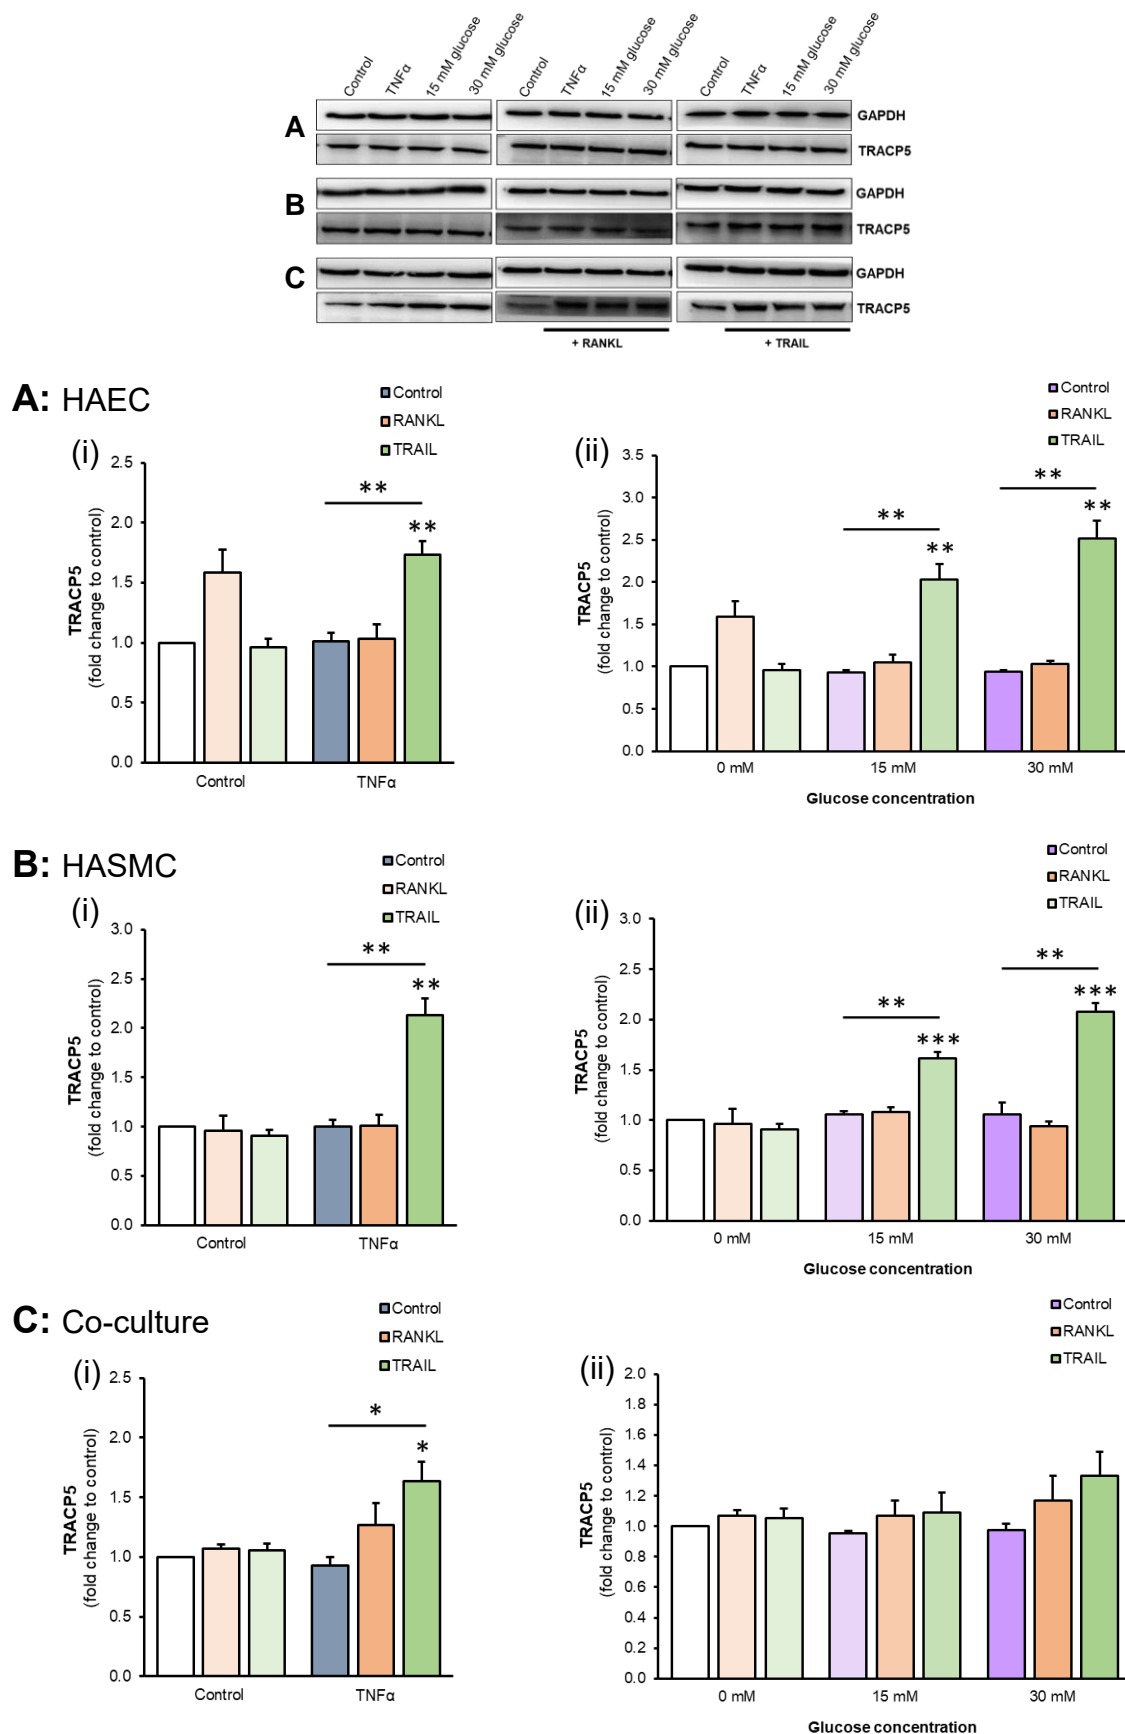 Control TNFα 15 mM glucose 30 mM glucose Control TNFα 15 mM glucose 30 mM glucose Control TNFα 15 mM glucose 30 mM glucose
A GAPDH
TRACP5
B GAPDH
TRACP5
C GAPDH
TRACP5
+ RANKL + TRAIL
A: HAEC
(i)
Control
RANKL
TRAIL
TRACP5
(fold change to control)
2.5
2.0
1.5
1.0
0.5
0.0
**
**
Control TNFα
(ii)
Control
RANKL
TRAIL
TRACP5
(fold change to control)
3.5
3.0
2.5
2.0
1.5
1.0
0.5
0.0
**
**
**
**
0 mM 15 mM 30 mM
Glucose concentration
B: HASMC
(i)
Control
RANKL
TRAIL
TRACP5
(fold change to control)
3.0
2.5
2.0
1.5
1.0
0.5
0.0
**
**
Control TNFα
(ii)
Control
RANKL
TRAIL
TRACP5
(fold change to control)
3.0
2.5
2.0
1.5
1.0
0.5
0.0
**
***
**
***
0 mM 15 mM 30 mM
Glucose concentration
C: Co-culture
(i)
Control
RANKL
TRAIL
TRACP5
(fold change to control)
2.5
2.0
1.5
1.0
0.5
0.0
*
*
Control TNFα
(ii)
Control
RANKL
TRAIL
TRACP5
(fold change to control)
2.0
1.8
1.6
1.4
1.2
1.0
0.8
0.6
0.4
0.2
0.0
0 mM 15 mM 30 mM
Glucose concentration